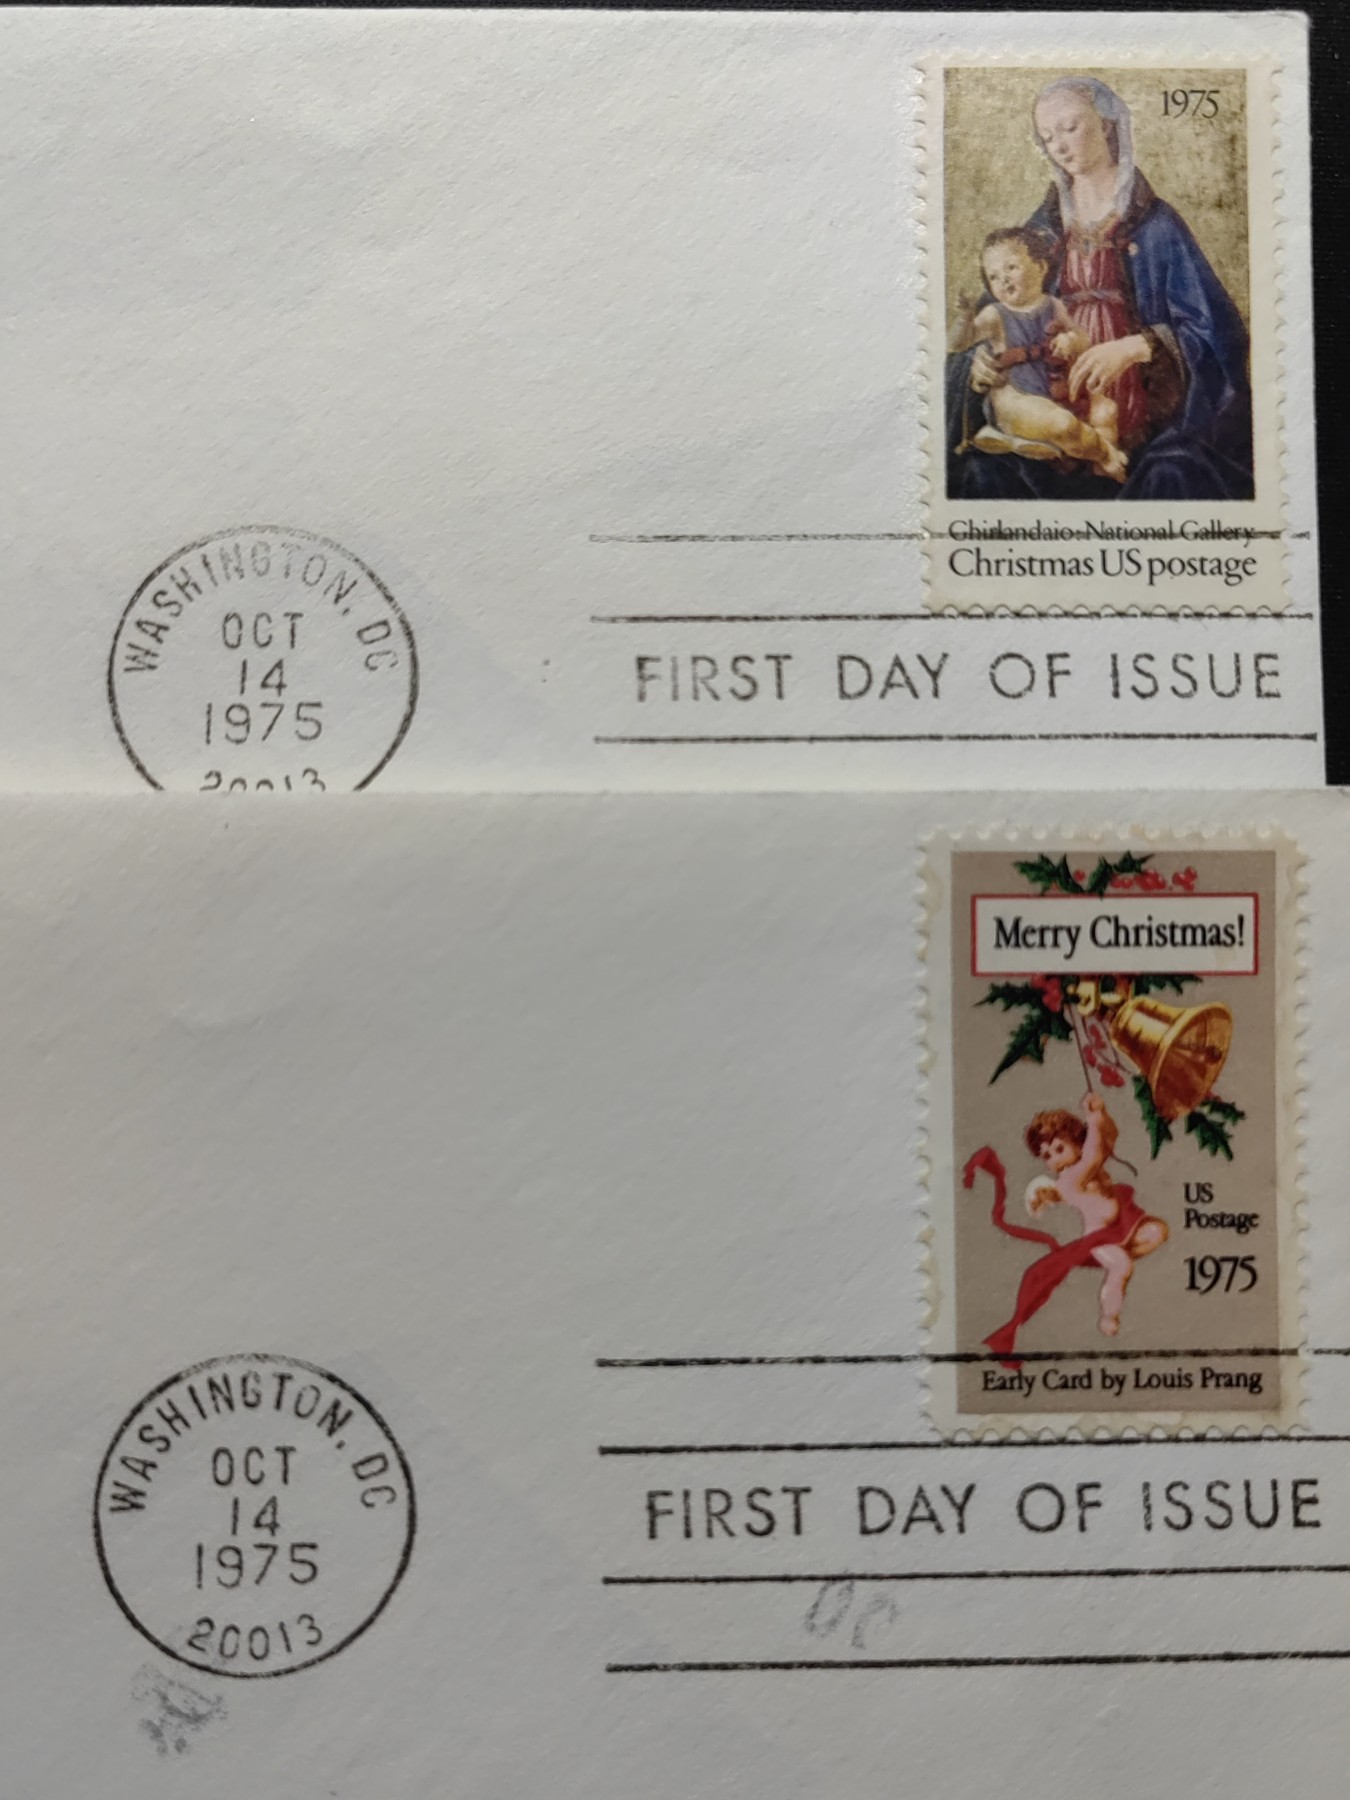 1975
Ghirlandaio: National Gallery
Christmas US postage
WASHINGTON, DC
OCT
14
1975
20013
FIRST DAY OF ISSUE
Merry Christmas!
US
Postage
1975
Early Card by Louis Prang
WASHINGTON, DC
OCT
14
1975
20013
FIRST DAY OF ISSUE